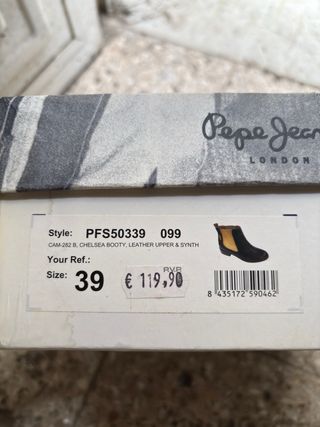 Pepe Jean
LONDON
Style: PFS50339 099
CAM-282 B, CHELSEA BOOTY, LEATHER UPPER & SYNTH
Your Ref.:
Size: 39
P.V.P.
€ 119,90
8 435172 590462